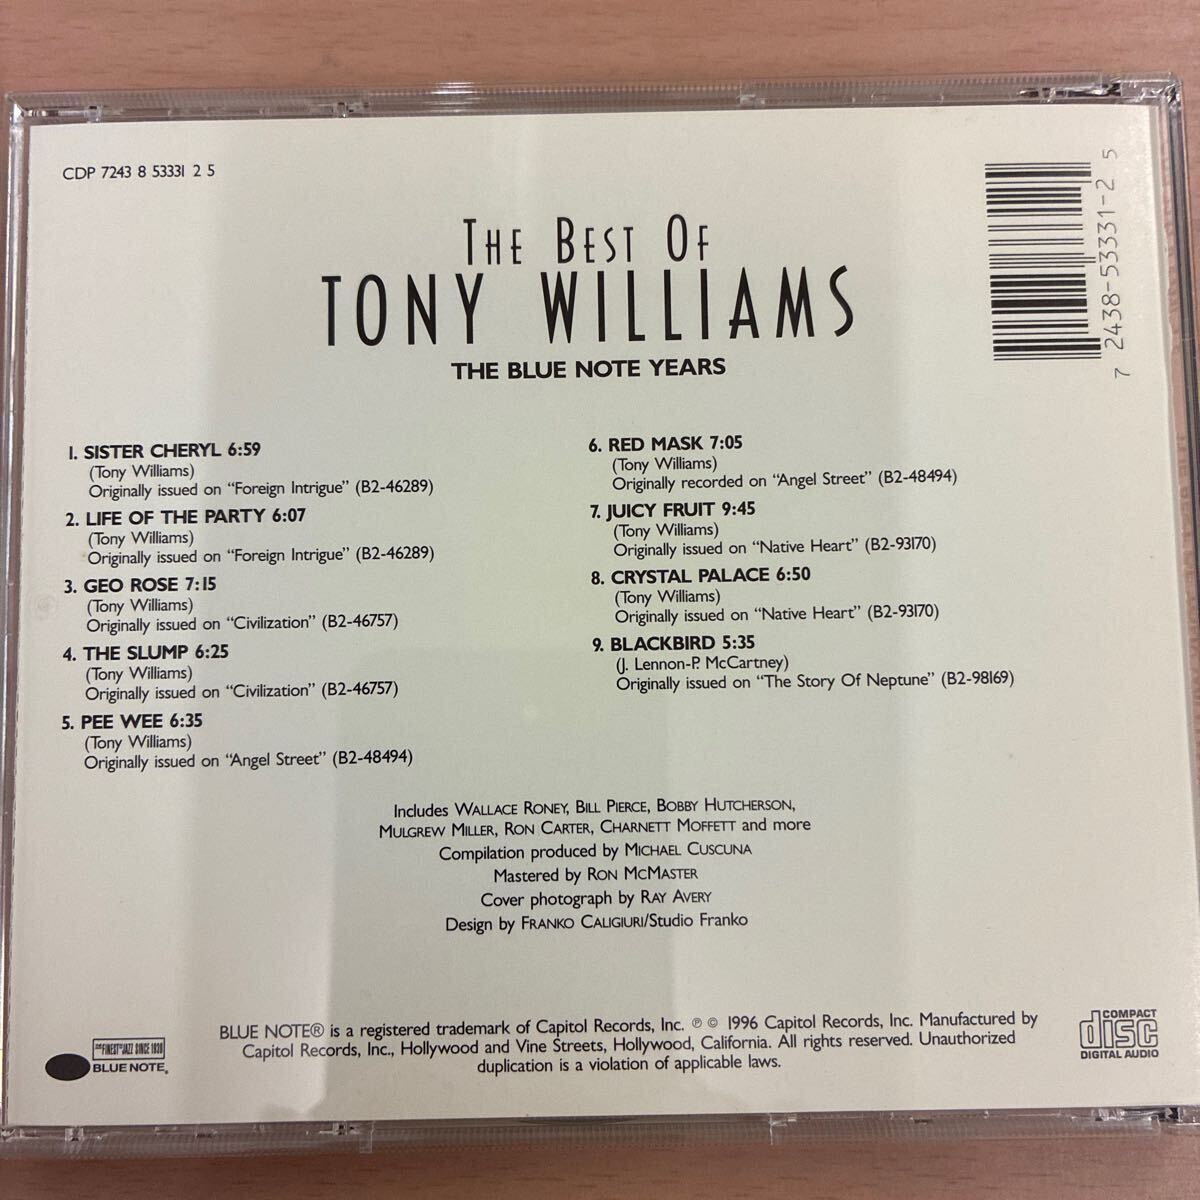 CDP 7243 8 53331 2 5
THE BEST OF
TONY WILLIAMS
THE BLUE NOTE YEARS
1. SISTER CHERYL 6:59
(Tony Williams)
Originally issued on "Foreign Intrigue" (B2-46289)
2. LIFE OF THE PARTY 6:07
(Tony Williams)
Originally issued on "Foreign Intrigue" (B2-46289)
3. GEO ROSE 7:15
(Tony Williams)
Originally issued on "Civilization" (B2-46757)
4. THE SLUMP 6:25
(Tony Williams)
Originally issued on "Civilization" (B2-46757)
5. PEE WEE 6:35
(Tony Williams)
Originally issued on "Angel Street" (B2-48494)
6. RED MASK 7:05
(Tony Williams)
Originally recorded on "Angel Street" (B2-48494)
7. JUICY FRUIT 9:45
(Tony Williams)
Originally issued on "Native Heart" (B2-93170)
8. CRYSTAL PALACE 6:50
(Tony Williams)
Originally issued on "Native Heart" (B2-93170)
9. BLACKBIRD 5:35
(J. Lennon-P. McCartney)
Originally issued on "The Story Of Neptune" (B2-98169)
7 2438-53331-2 5
Includes WALLACE RONEY, BILL PIERCE, BOBBY HUTCHERSON,
MULGREW MILLER, RON CARTER, CHARNETT MOFFETT and more
Compilation produced by MICHAEL CUSCUNA
Mastered by RON MCMASTER
Cover photograph by RAY AVERY
Design by FRANKO CALIGIURI/Studio Franko
THE FINEST IN JAZZ SINCE 1939
BLUE NOTE®
BLUE NOTE® is a registered trademark of Capitol Records, Inc. ℗ © 1996 Capitol Records, Inc. Manufactured by
Capitol Records, Inc., Hollywood and Vine Streets, Hollywood, California. All rights reserved. Unauthorized
duplication is a violation of applicable laws.
COMPACT
disc
DIGITAL AUDIO